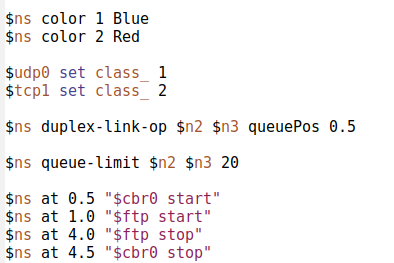 $ns color 1 Blue
$ns color 2 Red
$udp0 set class_ 1
$tcp1 set class_ 2
$ns duplex-link-op $n2 $n3 queuePos 0.5
$ns queue-limit $n2 $n3 20
$ns at 0.5 "$cbr0 start"
$ns at 1.0 "$ftp start"
$ns at 4.0 "$ftp stop"
$ns at 4.5 "$cbr0 stop"